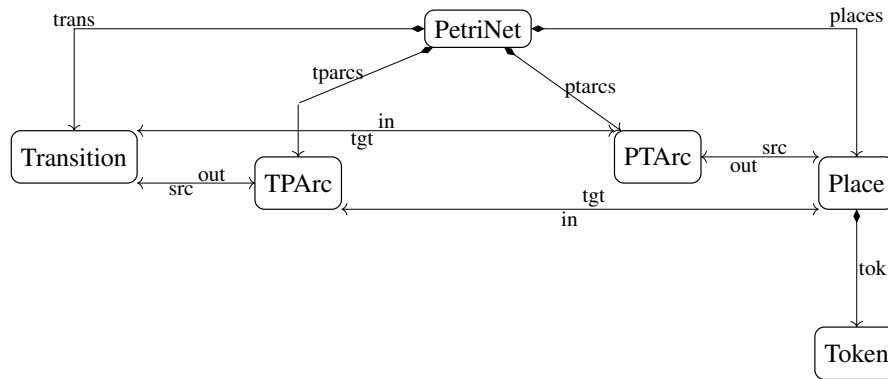 trans
PetriNet
places
tparcs
ptarcs
in
tgt
Transition
PTArc
src
out
out
src
TPArc
Place
tgt
in
tok
Token